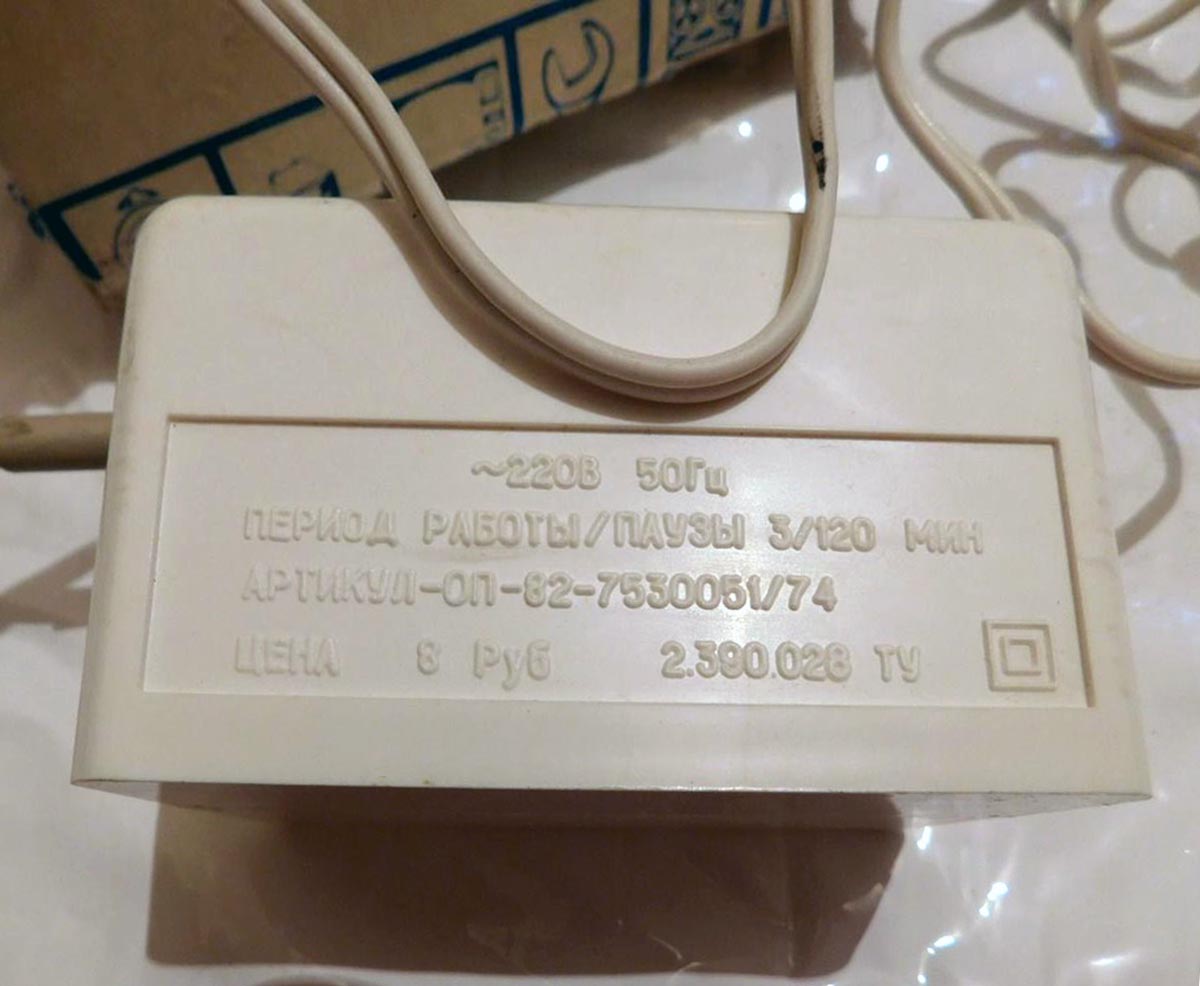 ~220В 50Гц
ПЕРИОД РАБОТЫ/ПАУЗЫ 3/120 МИН
АРТИКУЛ-ОП-82-7530051/74
ЦЕНА 8 Руб 2.390.028 ТУ